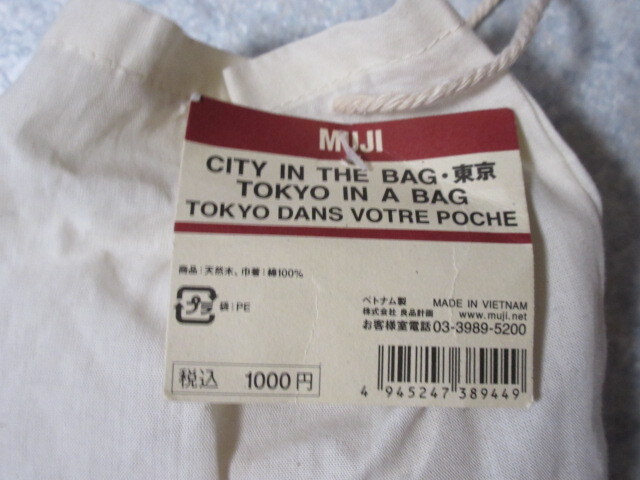 MUJI
CITY IN THE BAG・東京
TOKYO IN A BAG
TOKYO DANS VOTRE POCHE
商品:天然木、巾着:綿100%
プラ 袋:PE
ベトナム製 MADE IN VIETNAM
株式会社 良品計画 www.muji.net
お客様室電話 03-3989-5200
税込 1000円
4 945247 389449